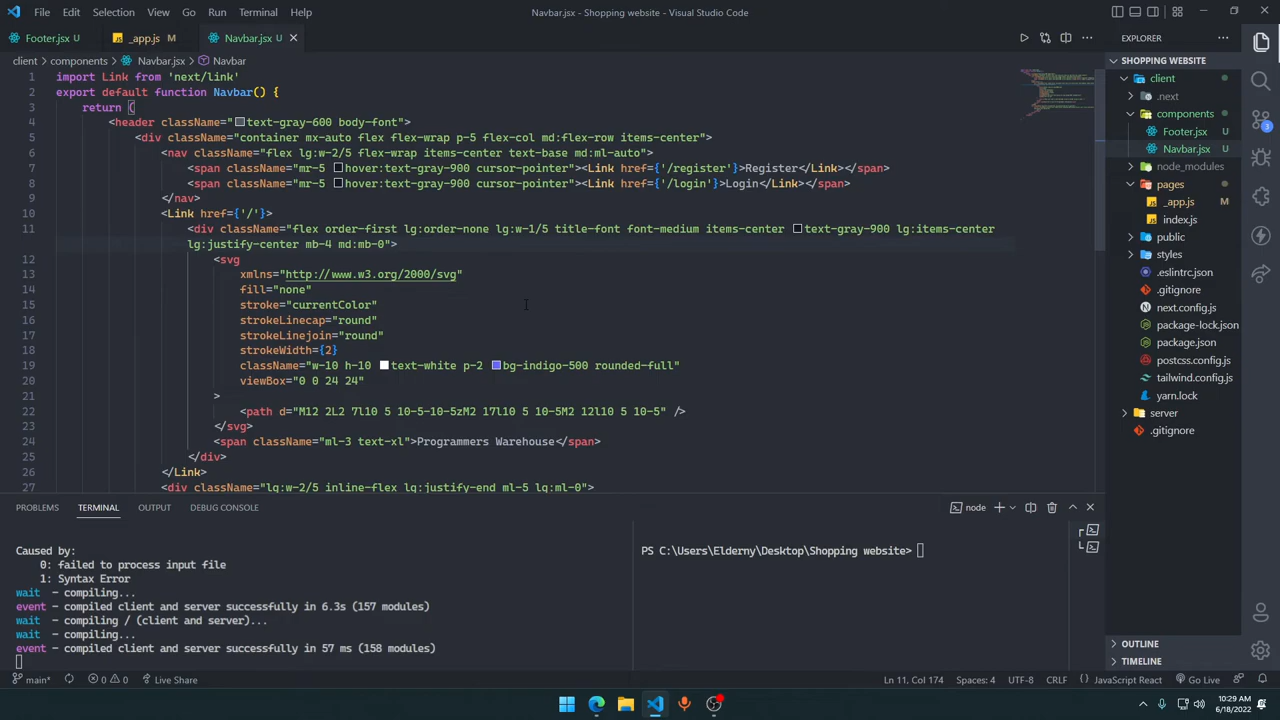 File Edit Selection View Go Run Terminal Help
Navbar.jsx - Shopping website - Visual Studio Code
Footer.jsx U
_app.js M
Navbar.jsx U
EXPLORER
client > components > Navbar.jsx > Navbar
SHOPPING WEBSITE
1 import Link from 'next/link'
2 export default function Navbar() {
3 return (
4 <header className="text-gray-600 body-font">
5 <div className="container mx-auto flex flex-wrap p-5 flex-col md:flex-row items-center">
6 <nav className="flex lg:w-2/5 flex-wrap items-center text-base md:ml-auto">
7 <span className="mr-5 hover:text-gray-900 cursor-pointer"><Link href={'/register'}>Register</Link></span>
8 <span className="mr-5 hover:text-gray-900 cursor-pointer"><Link href={'/login'}>Login</Link></span>
9 </nav>
10 <Link href={'/'}>
11 <div className="flex order-first lg:order-none lg:w-1/5 title-font font-medium items-center text-gray-900 lg:items-center
lg:justify-center mb-4 md:mb-0">
12 <svg
13 xmlns="http://www.w3.org/2000/svg"
14 fill="none"
15 stroke="currentColor"
16 strokeLinecap="round"
17 strokeLinejoin="round"
18 strokeWidth={2}
19 className="w-10 h-10 text-white p-2 bg-indigo-500 rounded-full"
20 viewBox="0 0 24 24"
21 >
22 <path d="M12 2L2 7l10 5 10-5-10-5zM2 17l10 5 10-5M2 12l10 5 10-5" />
23 </svg>
24 <span className="ml-3 text-xl">Programmers Warehouse</span>
25 </div>
26 </Link>
27 <div className="lg:w-2/5 inline-flex lg:justify-end ml-5 lg:ml-0">
client
.next
components
Footer.jsx U
Navbar.jsx U
node_modules
pages
_app.js M
index.js
public
styles
.eslintrc.json
.gitignore
next.config.js
package-lock.json
postcss.config.js
tailwind.config.js
yarn.lock
server
.gitignore
3
PROBLEMS TERMINAL OUTPUT DEBUG CONSOLE
node
Caused by:
0: failed to process input file
1: Syntax Error
wait - compiling...
event - compiled client and server successfully in 6.3s (157 modules)
wait - compiling / (client and server)...
wait - compiling...
event - compiled client and server successfully in 57 ms (158 modules)
PS C:\Users\Elderny\Desktop\Shopping website>
OUTLINE
TIMELINE
main* 0 0 Live Share
Ln 11, Col 174 Spaces: 4 UTF-8 CRLF JavaScript React Go Live
10:29 AM
6/18/2022